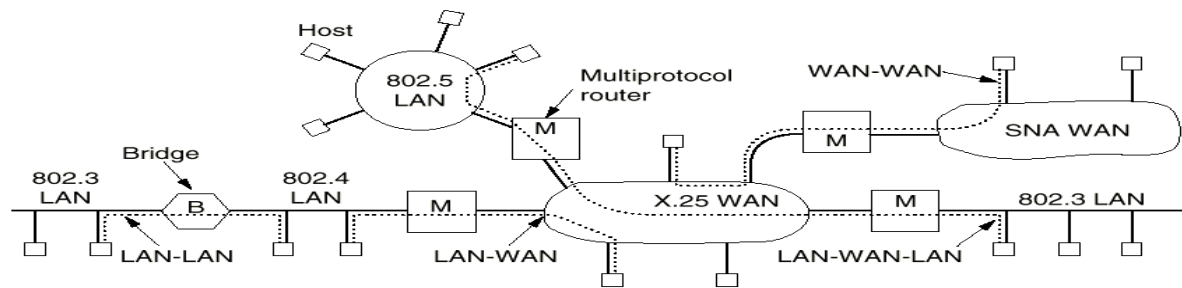 Host
802.5
LAN
Multiprotocol
router
M
WAN-WAN
M
SNA WAN
Bridge
802.3
LAN
B
802.4
LAN
M
X.25 WAN
M
802.3 LAN
LAN-LAN
LAN-WAN
LAN-WAN-LAN